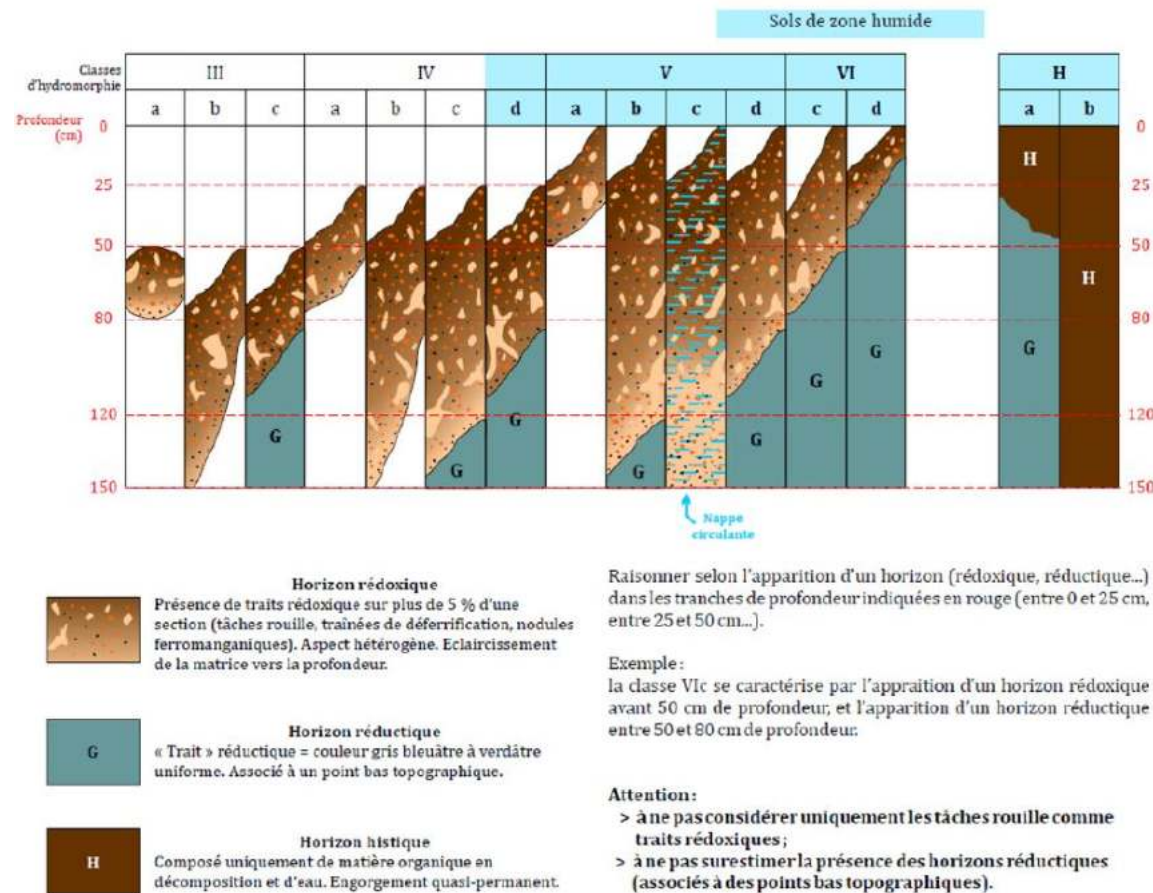 Sols de zone humide
Classes d'hydromorphie
III IV V VI H
a b c a b c d a b c d c d a b
Profondeur (cm)
0 0
H
25 25
50 50
H
80 80
G G G
120 120
G G G G
150 150
Nappe circulante
Horizon rédoxique
Présence de traits rédoxique sur plus de 5 % d'une
section (tâches rouille, traînées de déferrification, nodules
ferromanganiques). Aspect hétérogène. Eclaircissement
de la matrice vers la profondeur.
G
Horizon réductique
« Trait » réductique = couleur gris bleuâtre à verdâtre
uniforme. Associé à un point bas topographique.
H
Horizon histique
Composé uniquement de matière organique en
décomposition et d'eau. Engorgement quasi-permanent.
Raisonner selon l'apparition d'un horizon (rédoxique, réductique...)
dans les tranches de profondeur indiquées en rouge (entre 0 et 25 cm,
entre 25 et 50 cm...).
Exemple :
la classe VIc se caractérise par l'appraition d'un horizon rédoxique
avant 50 cm de profondeur, et l'apparition d'un horizon réductique
entre 50 et 80 cm de profondeur.
Attention :
> à ne pas considérer uniquement les tâches rouille comme
traits rédoxiques ;
> à ne pas surestimer la présence des horizons réductiques
(associés à des points bas topographiques).